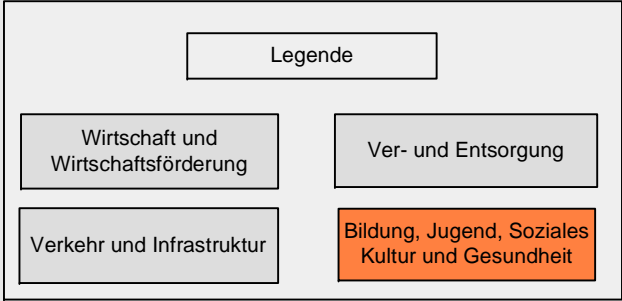 Legende
Wirtschaft und
Wirtschaftsförderung
Ver- und Entsorgung
Verkehr und Infrastruktur
Bildung, Jugend, Soziales
Kultur und Gesundheit